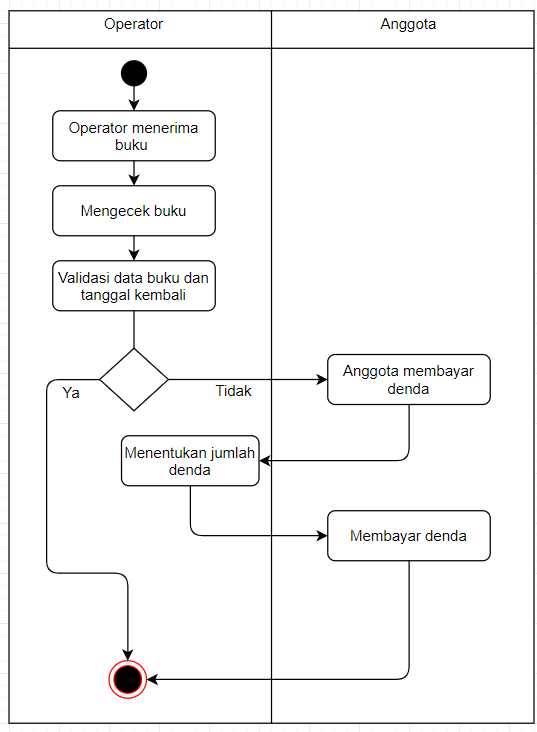 Operator
Anggota
Operator menerima
buku
Mengecek buku
Validasi data buku dan
tanggal kembali
Ya
Tidak
Anggota membayar
denda
Menentukan jumlah
denda
Membayar denda